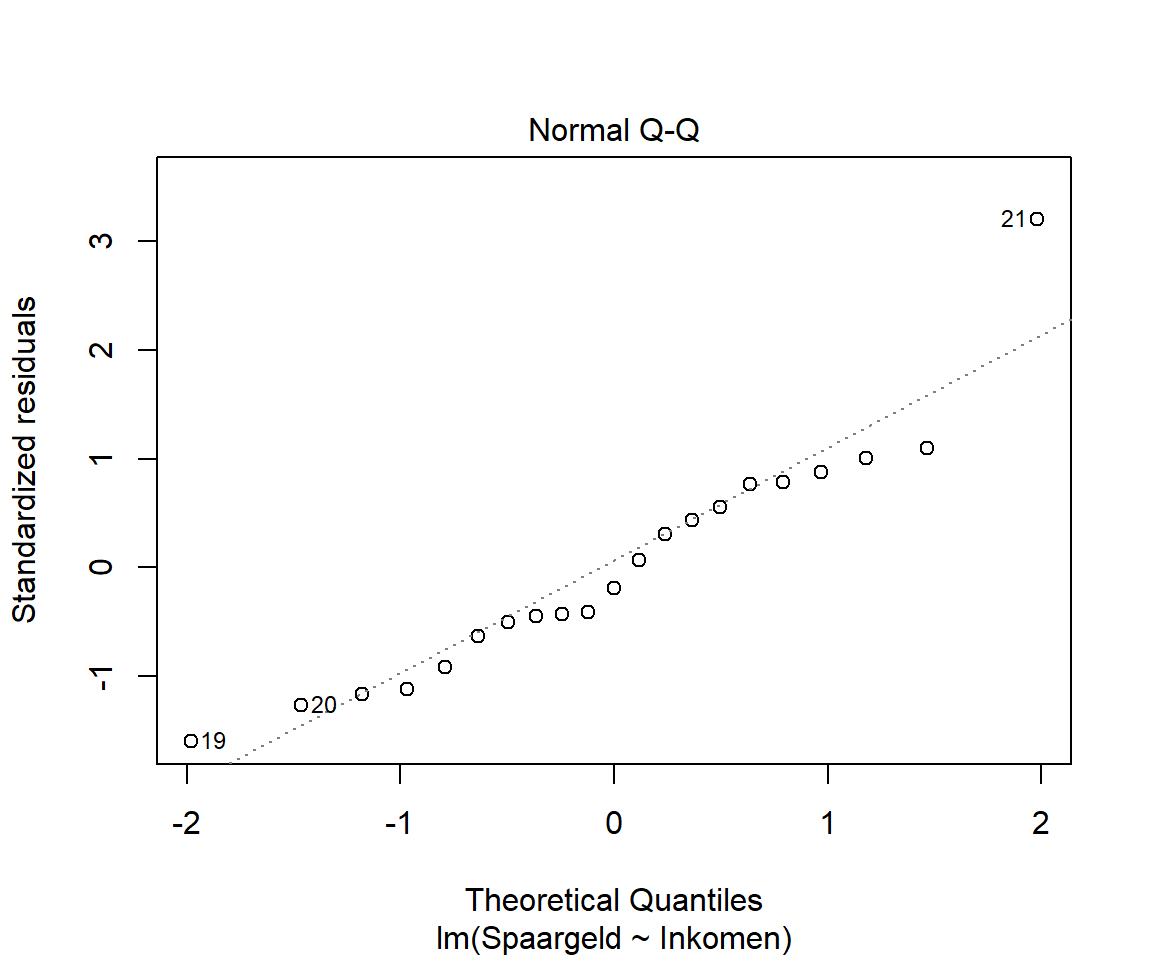 Normal Q-Q
Standardized residuals
3
2
1
0
-1
21
20
19
-2 -1 0 1 2
Theoretical Quantiles
lm(Spaargeld ~ Inkomen)